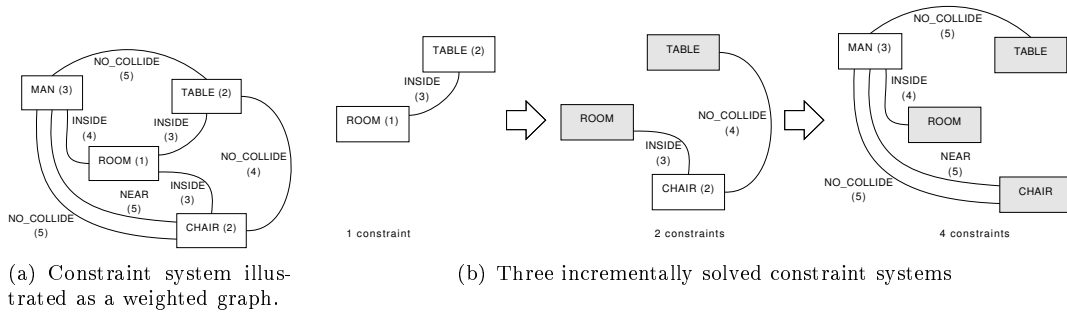 NO_COLLIDE
(5)
MAN (3)
TABLE (2)
INSIDE
(4)
INSIDE
(3)
ROOM (1)
NO_COLLIDE
(4)
NEAR
(5)
INSIDE
(3)
NO_COLLIDE
(5)
CHAIR (2)
(a) Constraint system illus-
trated as a weighted graph.
TABLE (2)
INSIDE
(3)
ROOM (1)
1 constraint
TABLE
ROOM
NO_COLLIDE
(4)
INSIDE
(3)
CHAIR (2)
2 constraints
NO_COLLIDE
(5)
MAN (3)
TABLE
INSIDE
(4)
ROOM
NEAR
(5)
NO_COLLIDE
(5)
CHAIR
4 constraints
(b) Three incrementally solved constraint systems